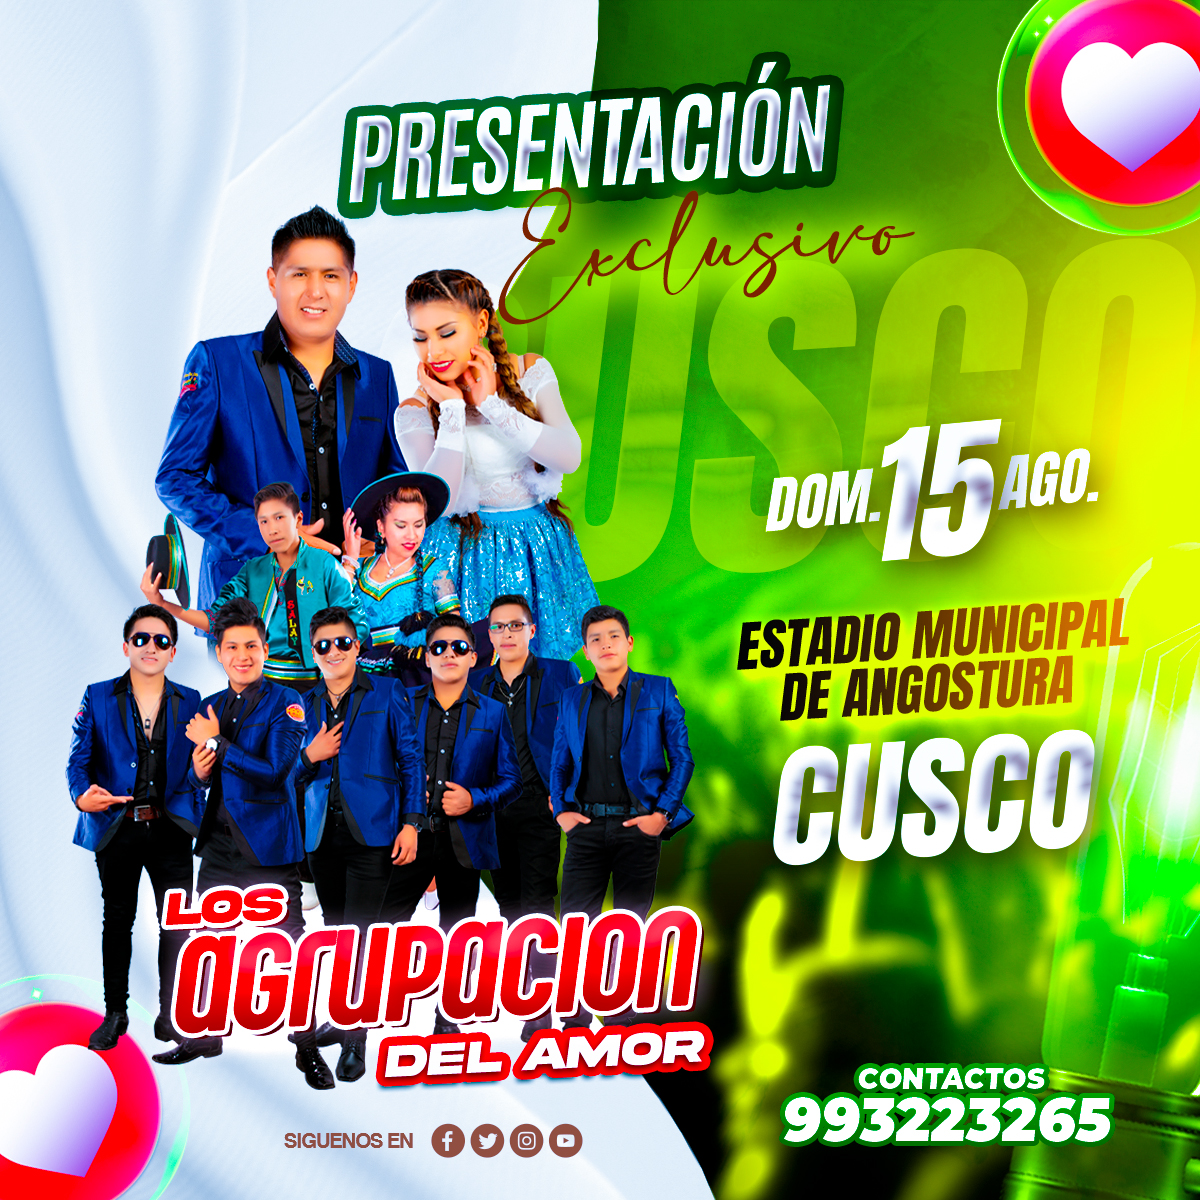 PRESENTACIÓN
Exclusivo
CUSCO
DOM. 15 AGO.
ESTADIO MUNICIPAL
DE ANGOSTURA
CUSCO
LOS
AGRUPACION
DEL AMOR
CONTACTOS
993223265
SIGUENOS EN